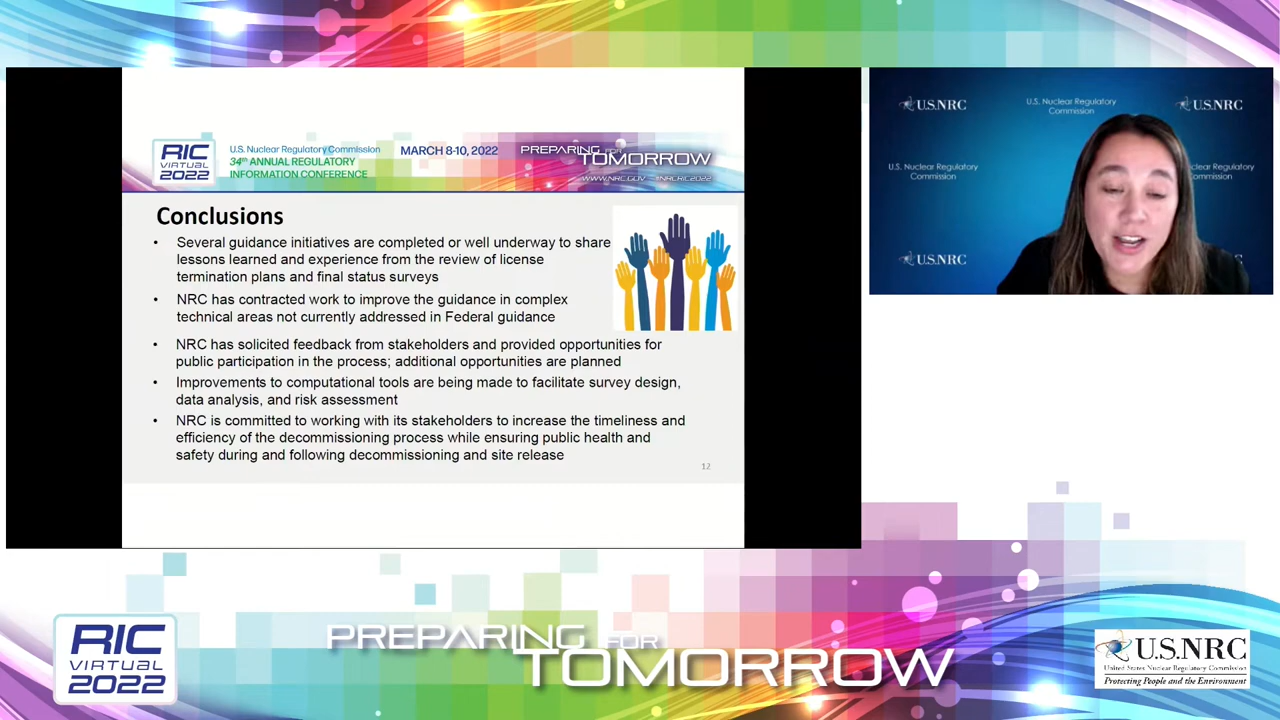 RIC
VIRTUAL
2022
U.S. Nuclear Regulatory Commission
34th ANNUAL REGULATORY
INFORMATION CONFERENCE
MARCH 8-10, 2022
PREPARING FOR
TOMORROW
WWW.NRC.GOV #NRCRIC2022
Conclusions
• Several guidance initiatives are completed or well underway to share
lessons learned and experience from the review of license
termination plans and final status surveys
• NRC has contracted work to improve the guidance in complex
technical areas not currently addressed in Federal guidance
• NRC has solicited feedback from stakeholders and provided opportunities for
public participation in the process; additional opportunities are planned
• Improvements to computational tools are being made to facilitate survey design,
data analysis, and risk assessment
• NRC is committed to working with its stakeholders to increase the timeliness and
efficiency of the decommissioning process while ensuring public health and
safety during and following decommissioning and site release
12
U.S.NRC
U.S. Nuclear Regulatory
Commission
U.S.NRC
U.S. Nuclear Regulatory
Commission
clear Regulatory
Commission
U.S.NRC
RIC
VIRTUAL
2022
PREPARING FOR
TOMORROW
U.S.NRC
United States Nuclear Regulatory Commission
Protecting People and the Environment